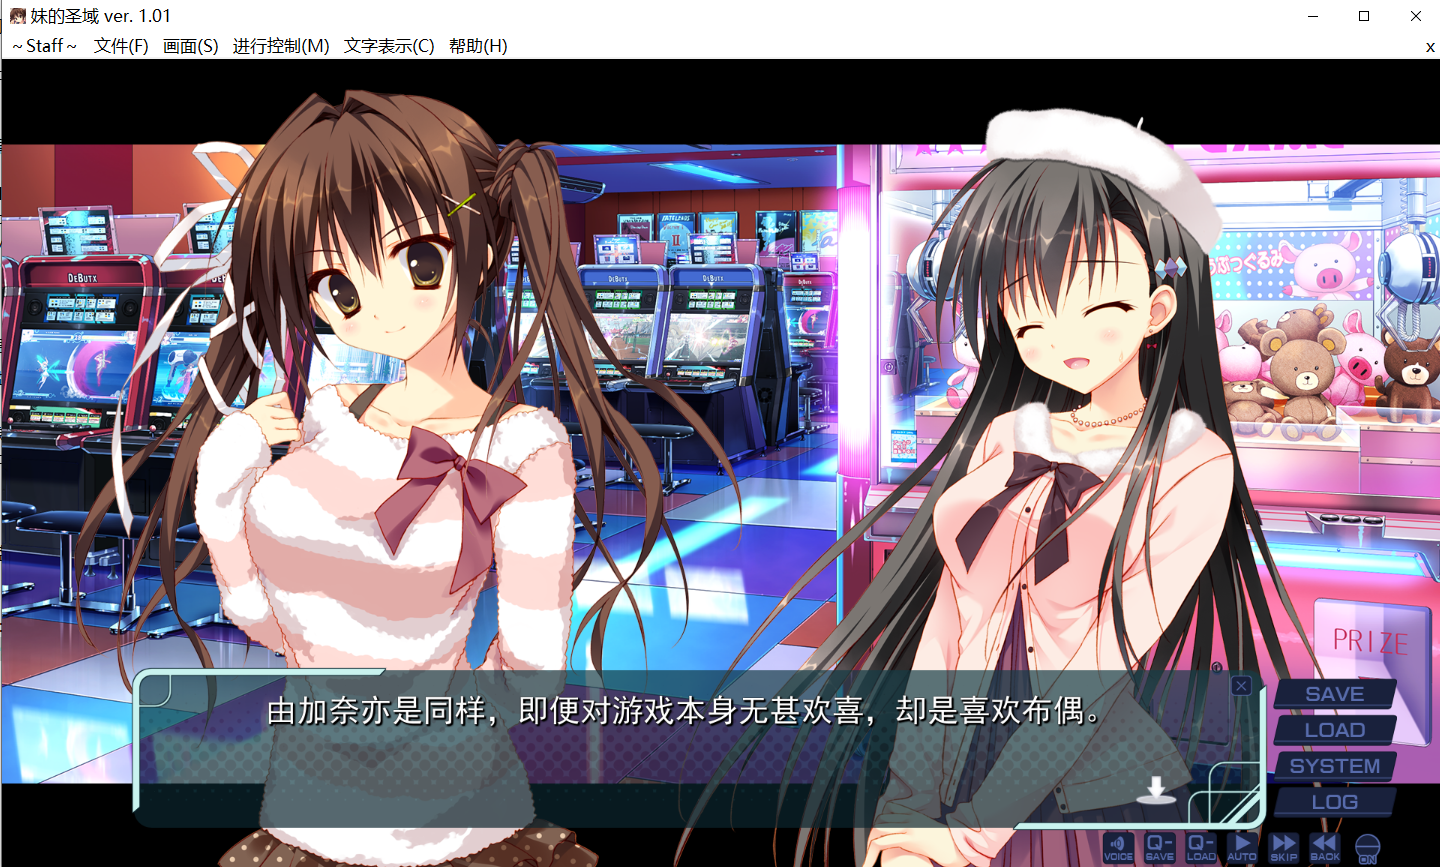 妹的圣域 ver. 1.01
~Staff~ 文件(F) 画面(S) 进行控制(M) 文字表示(C) 帮助(H)
x
DeButx
DeButx
DeButx
PRIZE
由加奈亦是同样，即便对游戏本身无甚欢喜，却是喜欢布偶。
SAVE
LOAD
SYSTEM
LOG
VOICE
Q-SAVE
Q-LOAD
AUTO
SKIP
BACK
ON